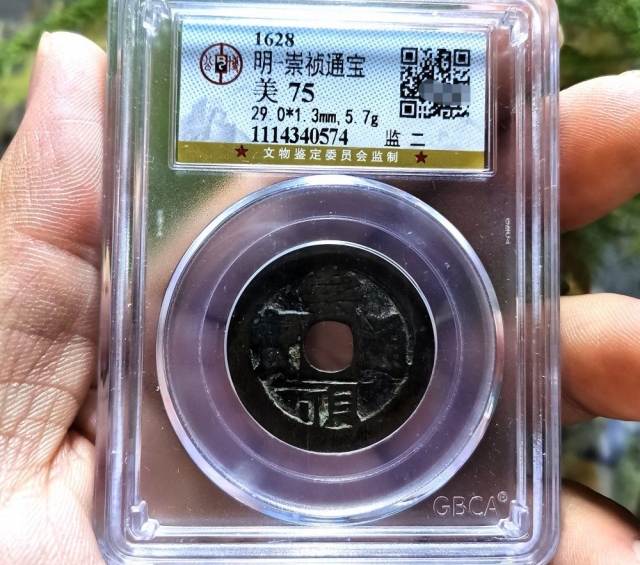 1628
明·崇祯通宝
美 75
29.0*1.3mm,5.7g
1114340574 监二
★ 文物鉴定委员会监制 ★
GBCA®